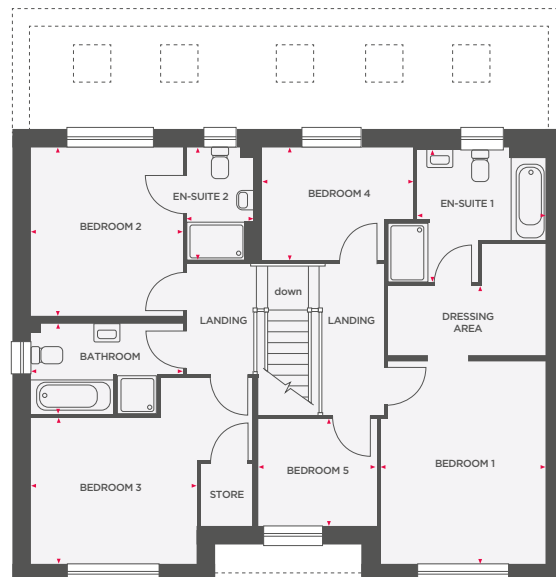 BEDROOM 2
EN-SUITE 2
BEDROOM 4
EN-SUITE 1
LANDING
down
LANDING
DRESSING
AREA
BATHROOM
BEDROOM 3
STORE
BEDROOM 5
BEDROOM 1